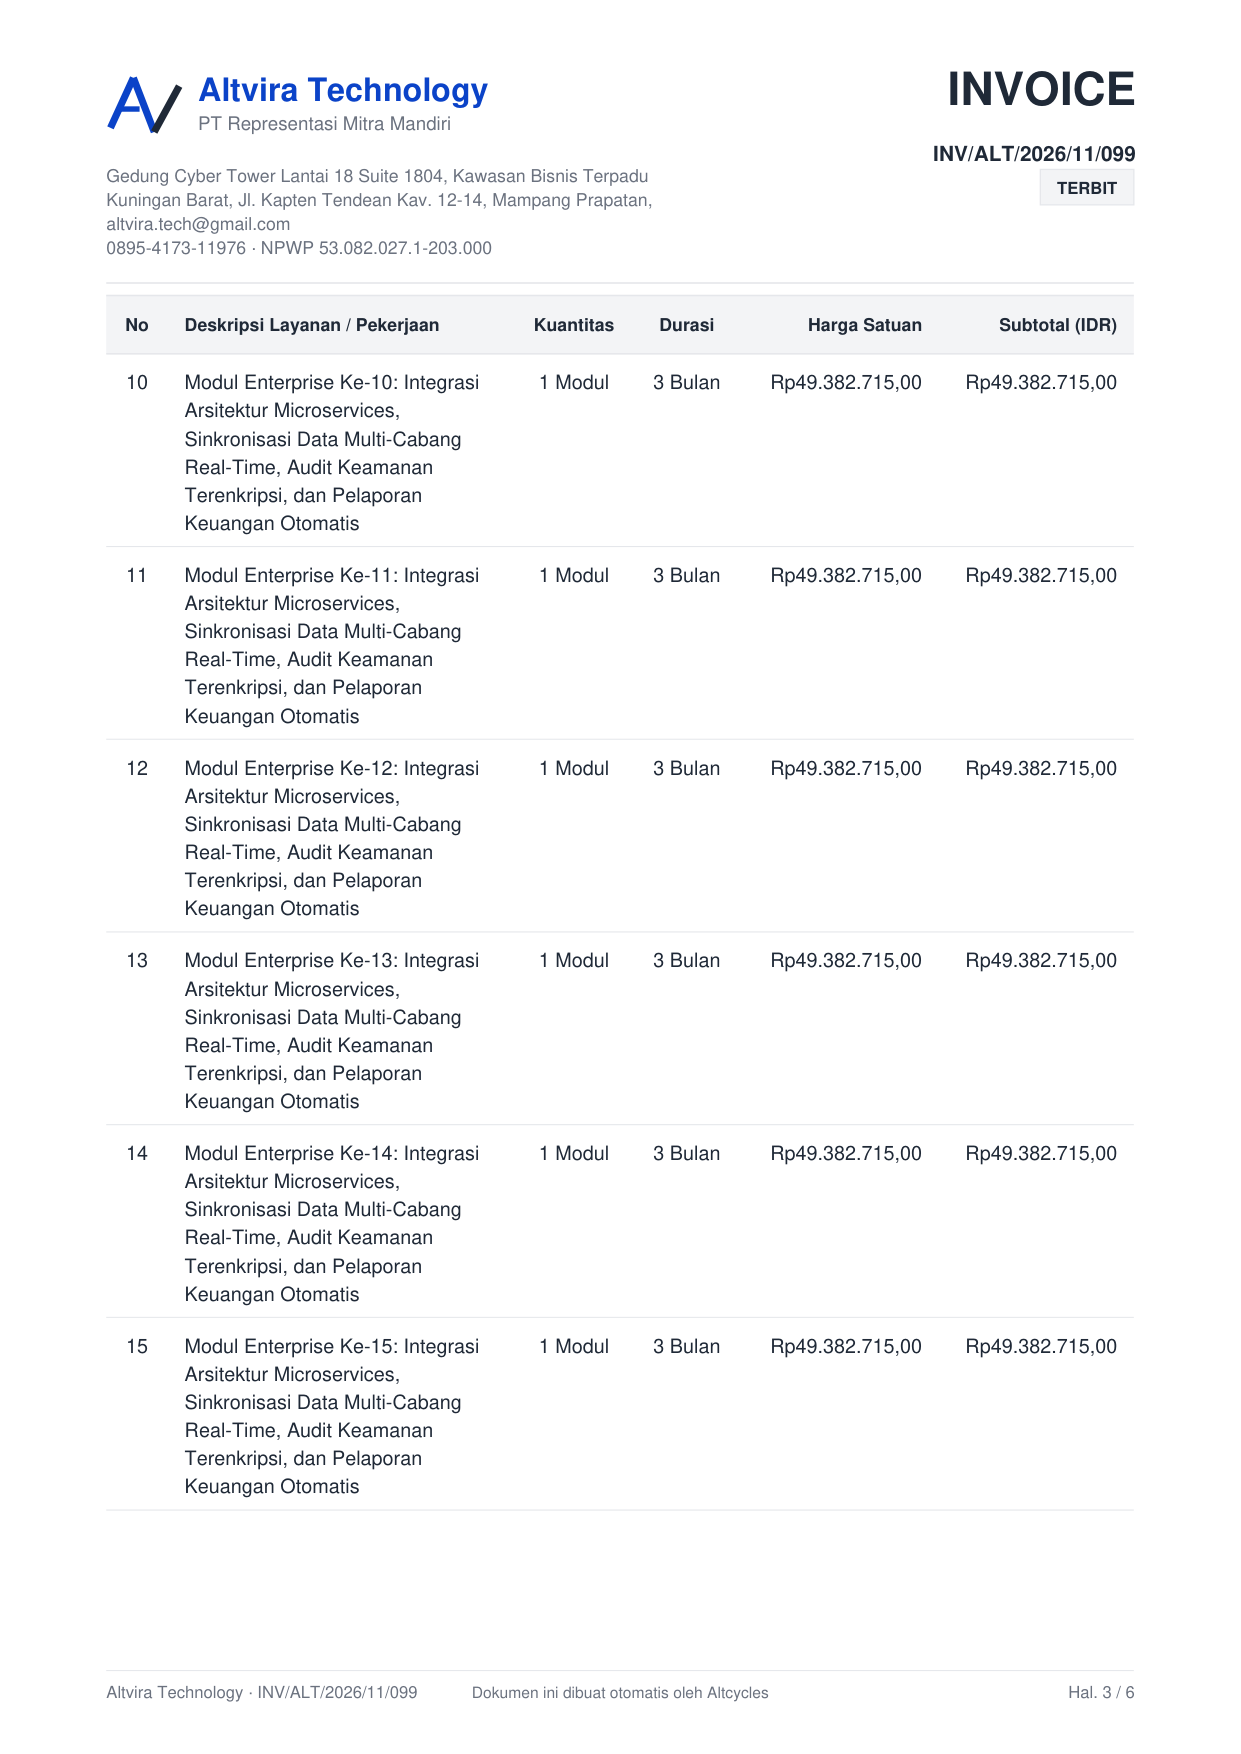 Altvira Technology
PT Representasi Mitra Mandiri
INVOICE
INV/ALT/2026/11/099
TERBIT
Gedung Cyber Tower Lantai 18 Suite 1804, Kawasan Bisnis Terpadu
Kuningan Barat, Jl. Kapten Tendean Kav. 12-14, Mampang Prapatan,
altvira.tech@gmail.com
0895-4173-11976 · NPWP 53.082.027.1-203.000
No Deskripsi Layanan / Pekerjaan Kuantitas Durasi Harga Satuan Subtotal (IDR)
10 Modul Enterprise Ke-10: Integrasi 1 Modul 3 Bulan Rp49.382.715,00 Rp49.382.715,00
Arsitektur Microservices,
Sinkronisasi Data Multi-Cabang
Real-Time, Audit Keamanan
Terenkripsi, dan Pelaporan
Keuangan Otomatis
11 Modul Enterprise Ke-11: Integrasi 1 Modul 3 Bulan Rp49.382.715,00 Rp49.382.715,00
Arsitektur Microservices,
Sinkronisasi Data Multi-Cabang
Real-Time, Audit Keamanan
Terenkripsi, dan Pelaporan
Keuangan Otomatis
12 Modul Enterprise Ke-12: Integrasi 1 Modul 3 Bulan Rp49.382.715,00 Rp49.382.715,00
Arsitektur Microservices,
Sinkronisasi Data Multi-Cabang
Real-Time, Audit Keamanan
Terenkripsi, dan Pelaporan
Keuangan Otomatis
13 Modul Enterprise Ke-13: Integrasi 1 Modul 3 Bulan Rp49.382.715,00 Rp49.382.715,00
Arsitektur Microservices,
Sinkronisasi Data Multi-Cabang
Real-Time, Audit Keamanan
Terenkripsi, dan Pelaporan
Keuangan Otomatis
14 Modul Enterprise Ke-14: Integrasi 1 Modul 3 Bulan Rp49.382.715,00 Rp49.382.715,00
Arsitektur Microservices,
Sinkronisasi Data Multi-Cabang
Real-Time, Audit Keamanan
Terenkripsi, dan Pelaporan
Keuangan Otomatis
15 Modul Enterprise Ke-15: Integrasi 1 Modul 3 Bulan Rp49.382.715,00 Rp49.382.715,00
Arsitektur Microservices,
Sinkronisasi Data Multi-Cabang
Real-Time, Audit Keamanan
Terenkripsi, dan Pelaporan
Keuangan Otomatis
Altvira Technology · INV/ALT/2026/11/099 Dokumen ini dibuat otomatis oleh Altcycles Hal. 3 / 6